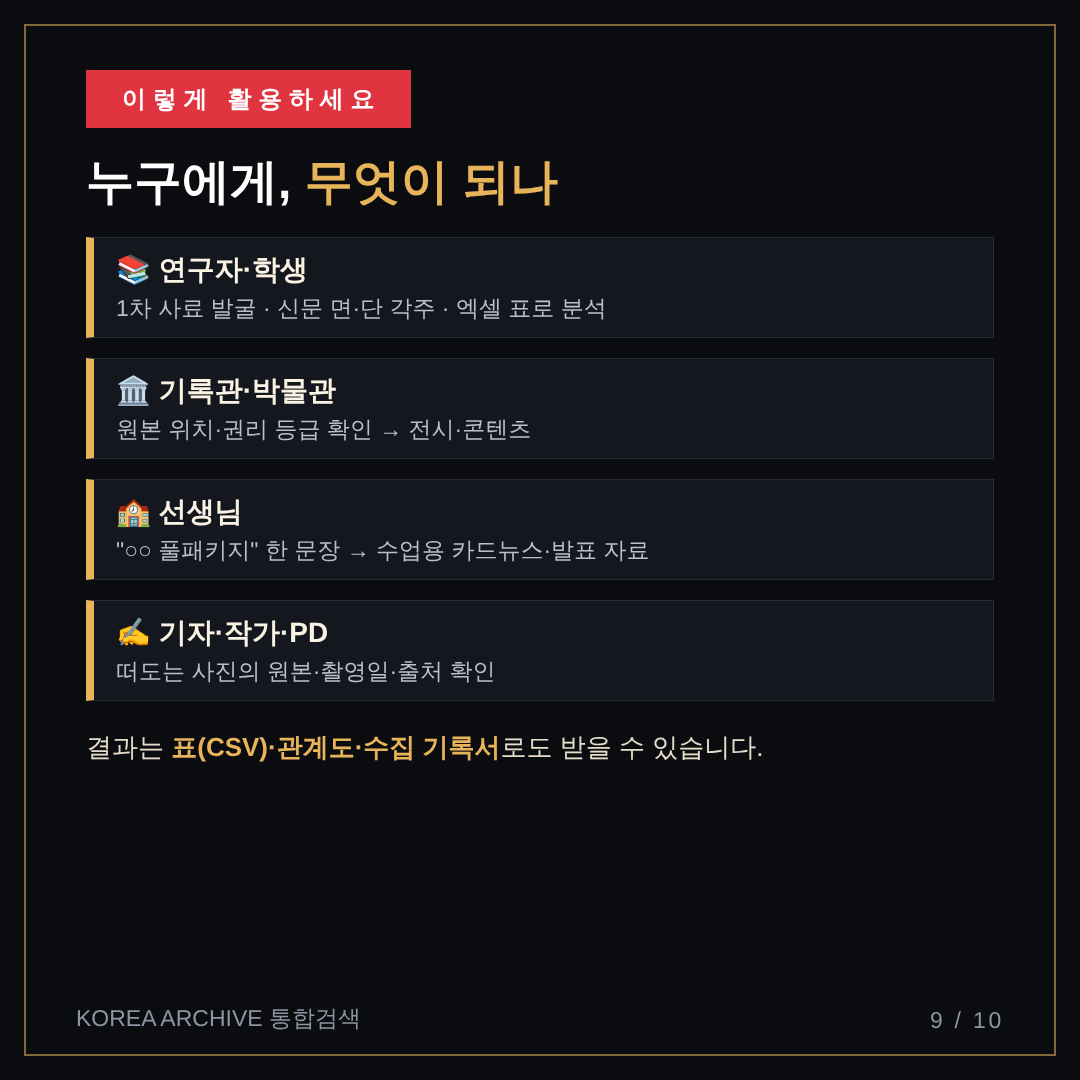 이렇게 활용하세요
누구에게, 무엇이 되나
📚 연구자·학생
1차 사료 발굴 · 신문 면·단 각주 · 엑셀 표로 분석
🏛️ 기록관·박물관
원본 위치·권리 등급 확인 → 전시·콘텐츠
🏫 선생님
"○○ 풀패키지" 한 문장 → 수업용 카드뉴스·발표 자료
✍️ 기자·작가·PD
떠도는 사진의 원본·촬영일·출처 확인
결과는 표(CSV)·관계도·수집 기록서로도 받을 수 있습니다.
KOREA ARCHIVE 통합검색
9 / 10